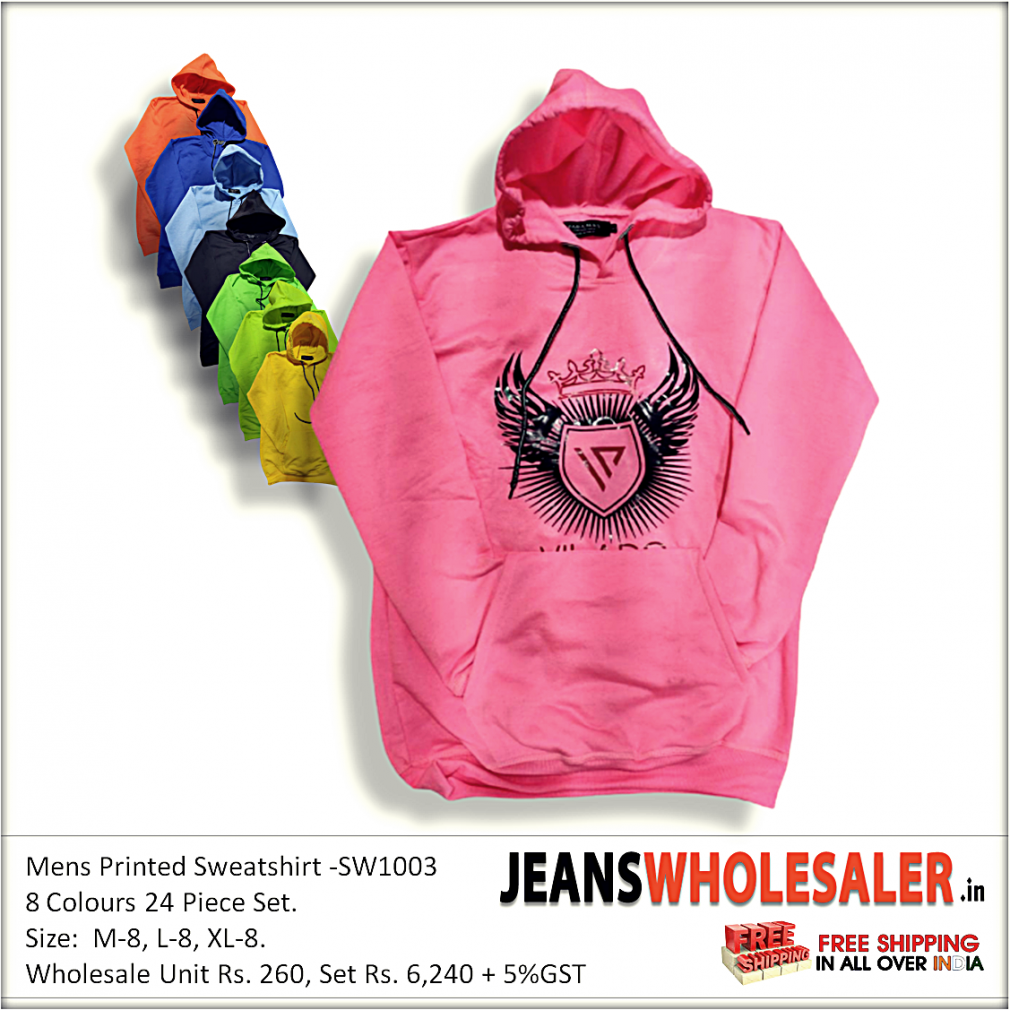 Mens Printed Sweatshirt -SW1003
8 Colours 24 Piece Set.
Size:  M-8, L-8, XL-8.
Wholesale Unit Rs. 260, Set Rs. 6,240 + 5%GST
JEANSWHOLESALER.in
FREE
SHIPPING
FREE SHIPPING
IN ALL OVER INDIA